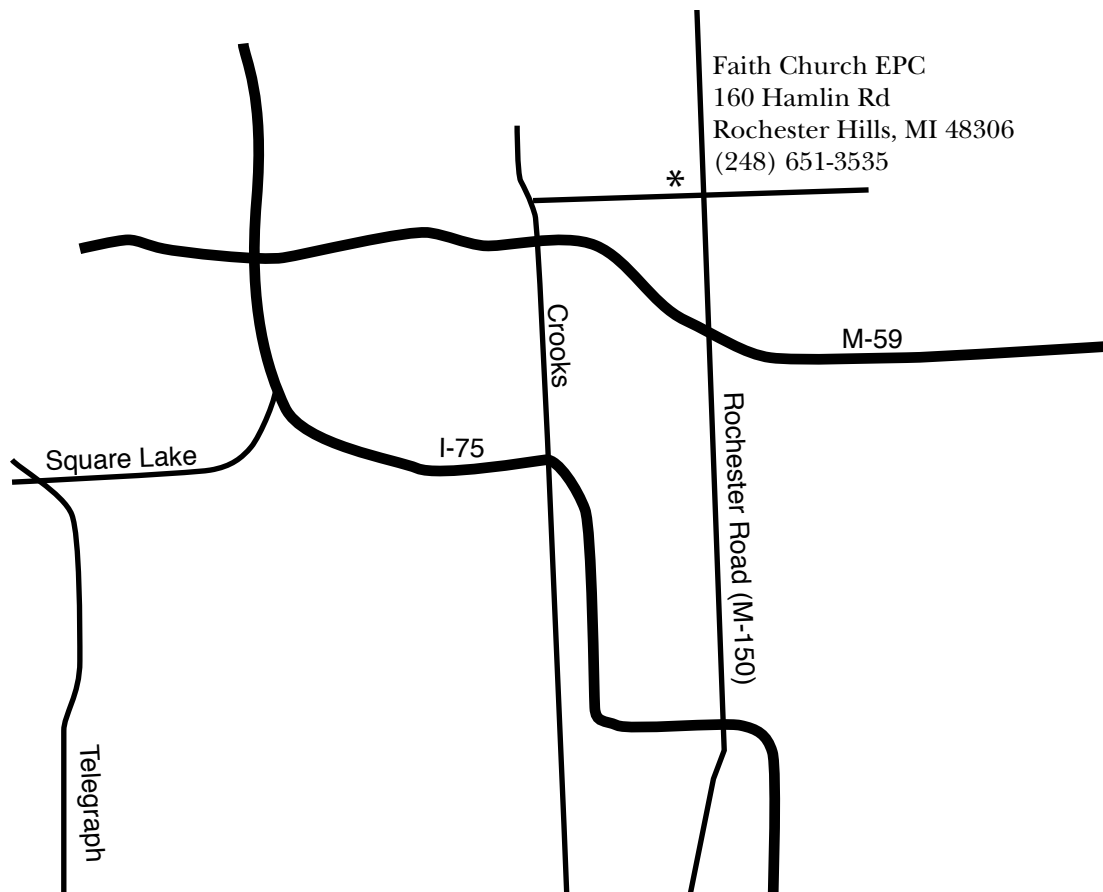 Faith Church EPC
160 Hamlin Rd
Rochester Hills, MI 48306
(248) 651-3535
*
Crooks
M-59
I-75
Square Lake
Rochester Road (M-150)
Telegraph